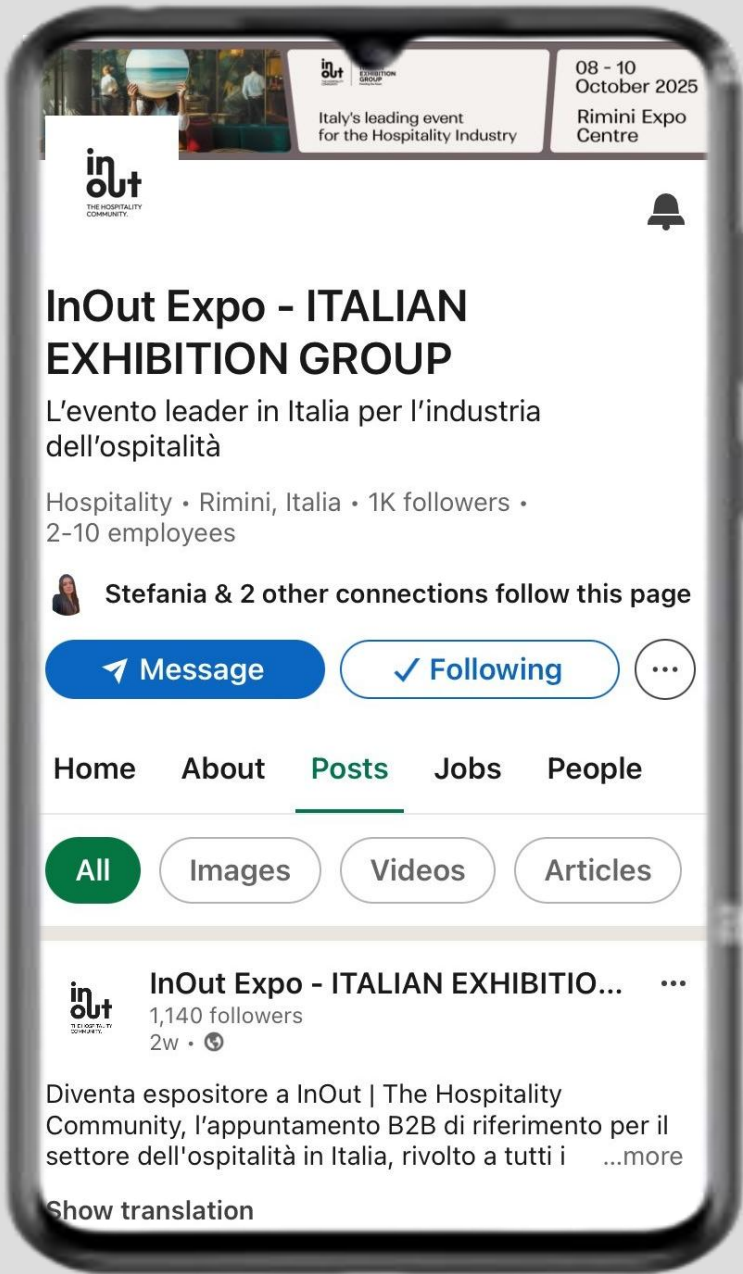 in
out
EXHIBITION
GROUP
Italy's leading event
for the Hospitality Industry
08 - 10
October 2025
Rimini Expo
Centre
in
out
THE HOSPITALITY
COMMUNITY.
InOut Expo - ITALIAN
EXHIBITION GROUP
L'evento leader in Italia per l'industria
dell'ospitalità
Hospitality • Rimini, Italia • 1K followers •
2-10 employees
Stefania & 2 other connections follow this page
Message
✓ Following
...
Home About Posts Jobs People
All Images Videos Articles
in
out
THE HOSPITALITY
COMMUNITY.
InOut Expo - ITALIAN EXHIBITIO... ...
1,140 followers
2w •
Diventa espositore a InOut | The Hospitality
Community, l'appuntamento B2B di riferimento per il
settore dell'ospitalità in Italia, rivolto a tutti i ...more
Show translation